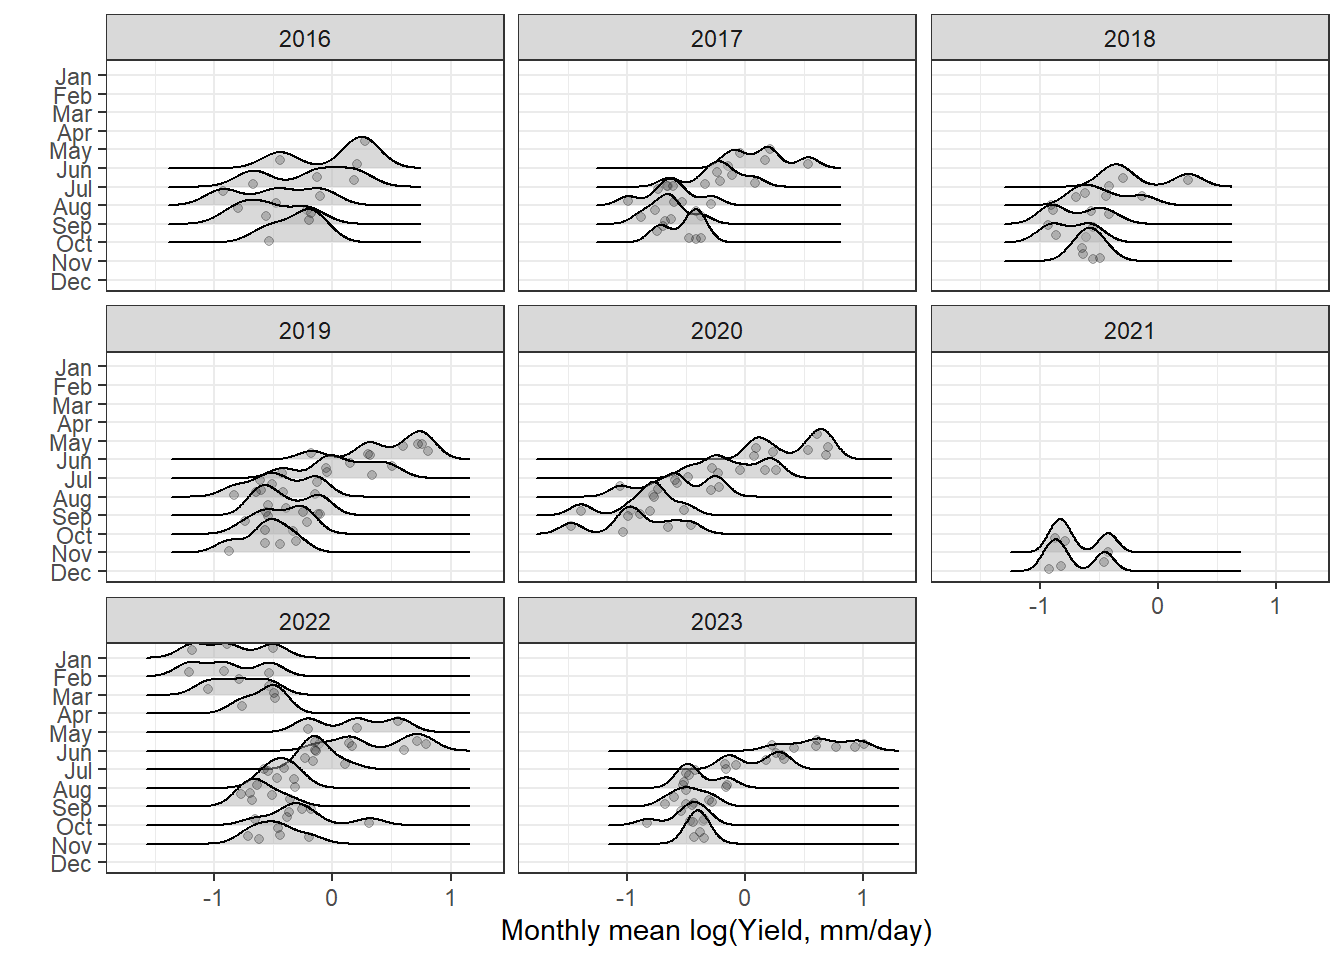 2016
2017
2018
Jan
Feb
Mar
Apr
May
Jun
Jul
Aug
Sep
Oct
Nov
Dec
2019
2020
2021
Jan
Feb
Mar
Apr
May
Jun
Jul
Aug
Sep
Oct
Nov
Dec
-1 0 1
2022
2023
Jan
Feb
Mar
Apr
May
Jun
Jul
Aug
Sep
Oct
Nov
Dec
-1 0 1
-1 0 1
Monthly mean log(Yield, mm/day)